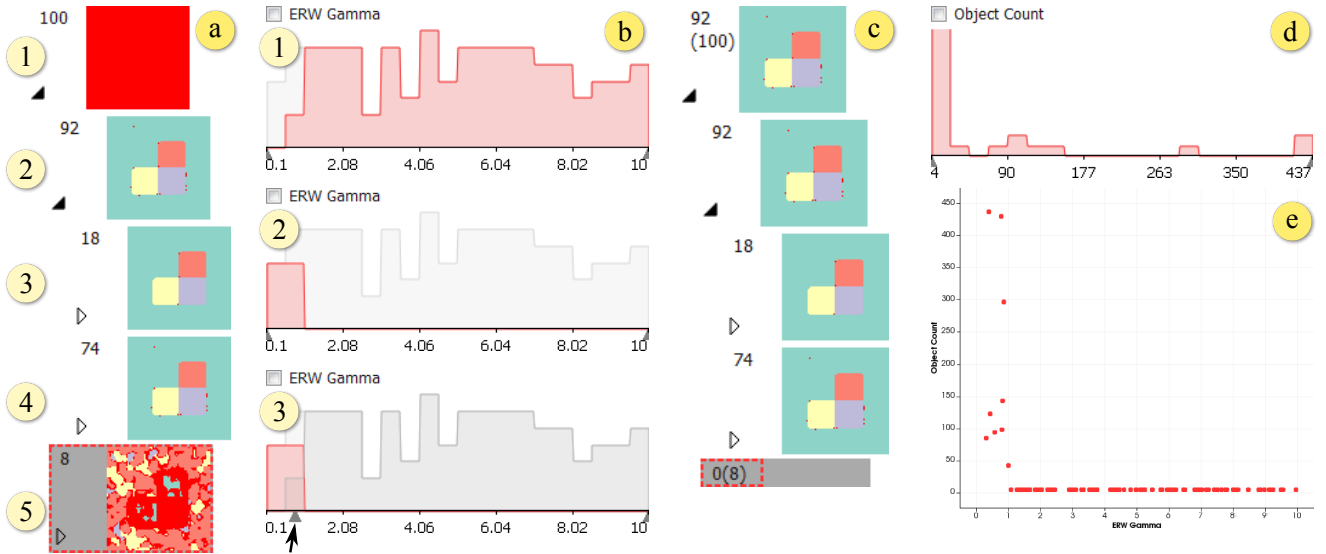 a
100
1
92
2
18
3
74
4
8
5
b
ERW Gamma
1
0.1 2.08 4.06 6.04 8.02 10
ERW Gamma
2
0.1 2.08 4.06 6.04 8.02 10
ERW Gamma
3
0.1 2.08 4.06 6.04 8.02 10
c
92
(100)
92
18
74
0(8)
d
Object Count
4 90 177 263 350 437
e
Object Count
450
400
350
300
250
200
150
100
50
0
0 1 2 3 4 5 6 7 8 9 10
ERW Gamma